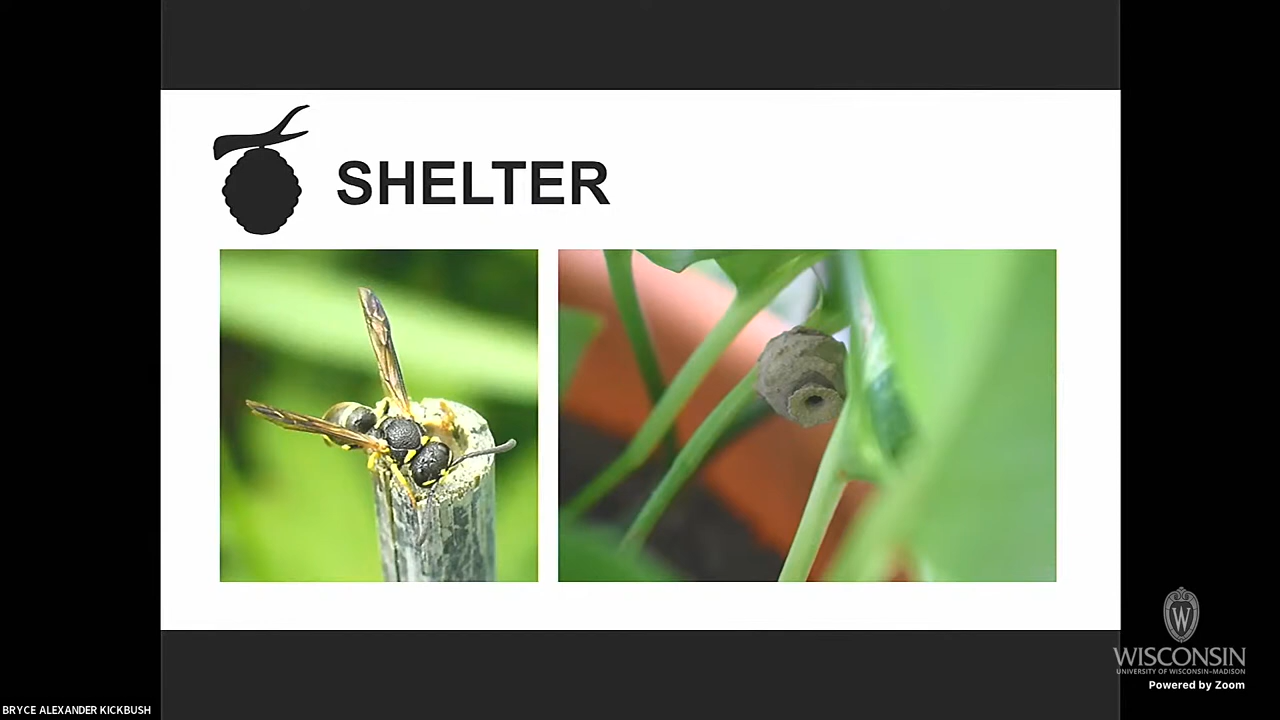 SHELTER
W
WISCONSIN
UNIVERSITY OF WISCONSIN–MADISON
Powered by Zoom
BRYCE ALEXANDER KICKBUSH